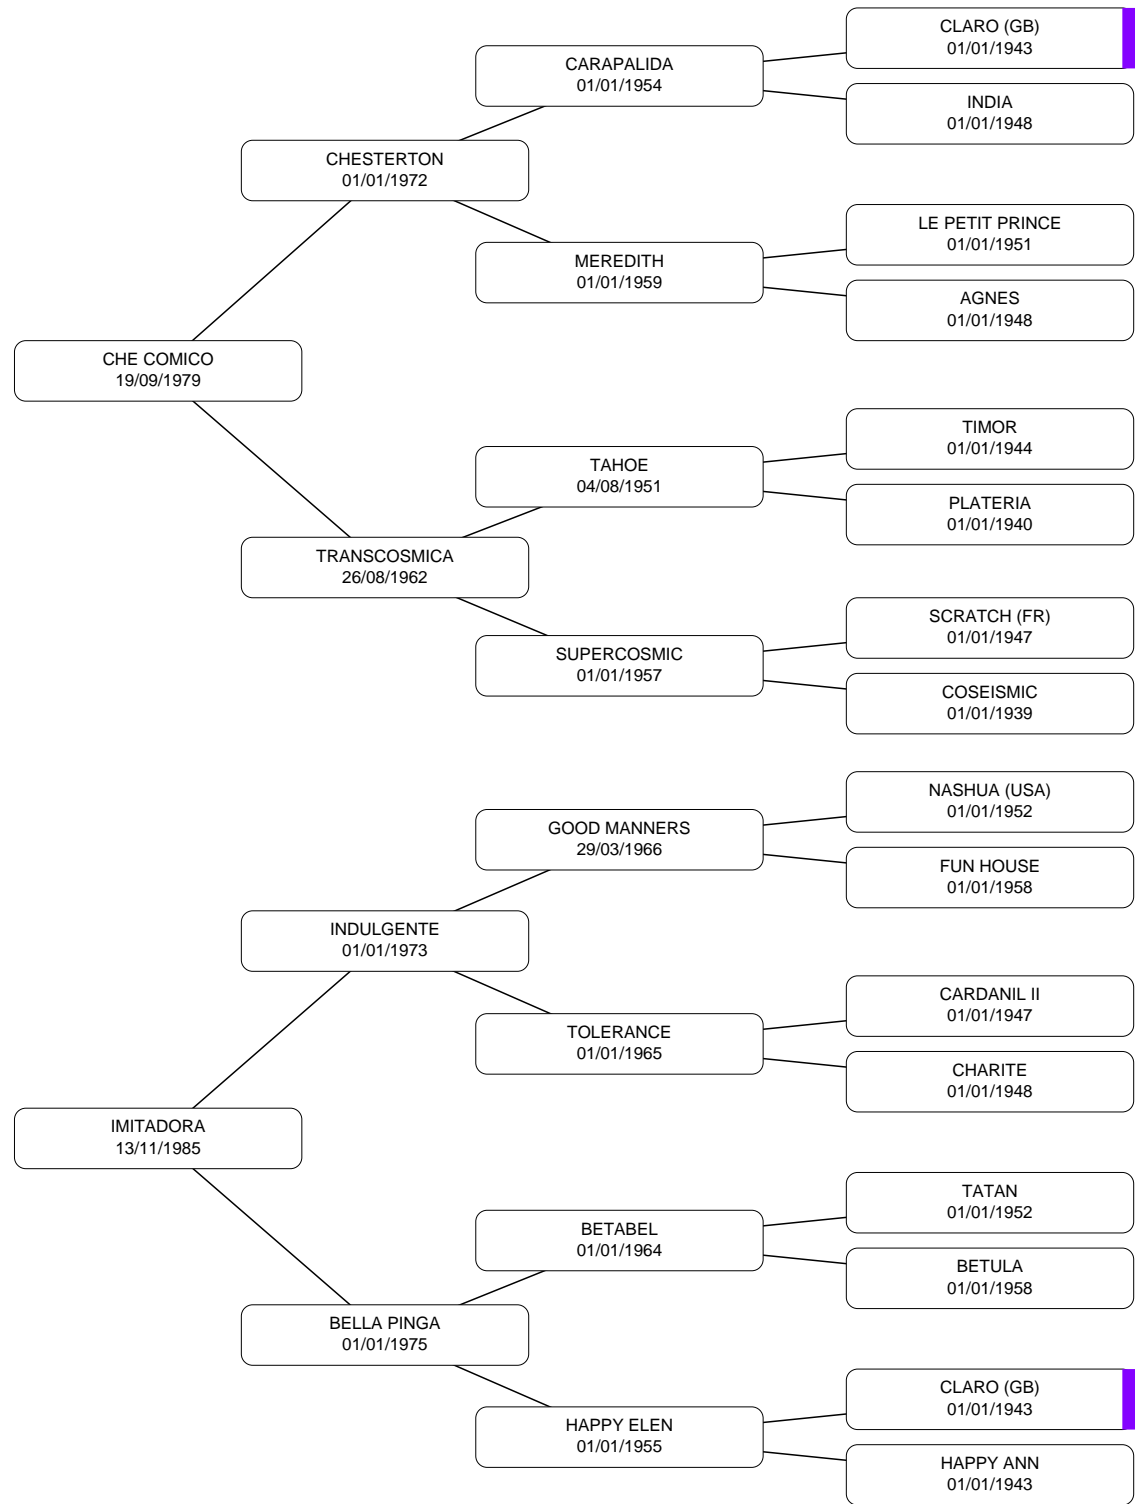 CLARO (GB)
01/01/1943
CARAPALIDA
01/01/1954
INDIA
01/01/1948
CHESTERTON
01/01/1972
LE PETIT PRINCE
01/01/1951
MEREDITH
01/01/1959
AGNES
01/01/1948
CHE COMICO
19/09/1979
TIMOR
01/01/1944
TAHOE
04/08/1951
PLATERIA
01/01/1940
TRANSCOSMICA
26/08/1962
SCRATCH (FR)
01/01/1947
SUPERCOSMIC
01/01/1957
COSEISMIC
01/01/1939
NASHUA (USA)
01/01/1952
GOOD MANNERS
29/03/1966
FUN HOUSE
01/01/1958
INDULGENTE
01/01/1973
CARDANIL II
01/01/1947
TOLERANCE
01/01/1965
CHARITE
01/01/1948
IMITADORA
13/11/1985
TATAN
01/01/1952
BETABEL
01/01/1964
BETULA
01/01/1958
BELLA PINGA
01/01/1975
CLARO (GB)
01/01/1943
HAPPY ELEN
01/01/1955
HAPPY ANN
01/01/1943